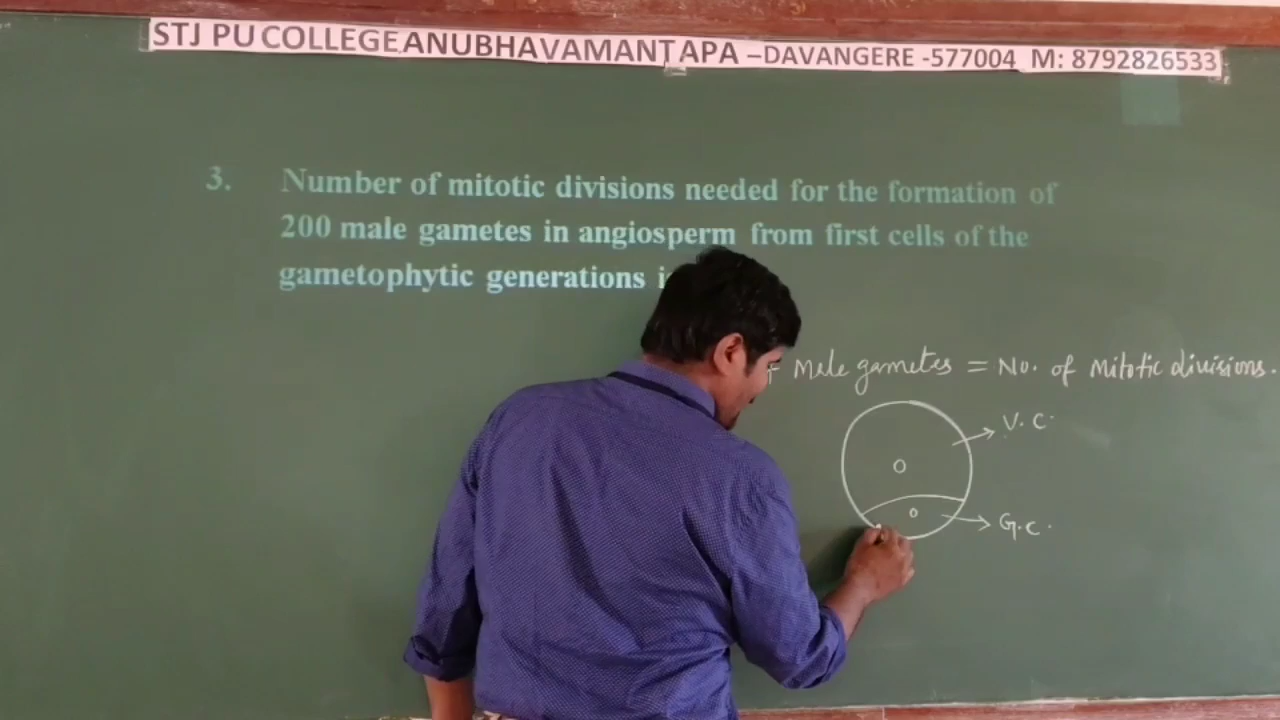 STJ PU COLLEGE ANUBHAVAMANTAPA –DAVANGERE -577004 M: 8792826533
3. Number of mitotic divisions needed for the formation of
200 male gametes in angiosperm from first cells of the
gametophytic generations
Male gametes = No. of Mitotic divisions.
V.C.
G.C.